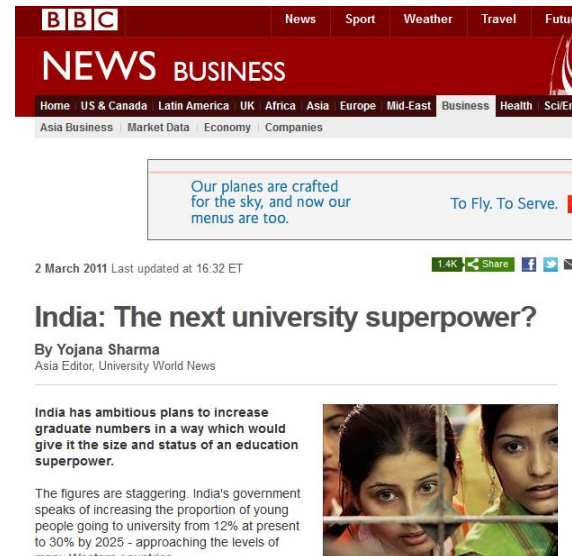 BBC News Sport Weather Travel
NEWS BUSINESS
Home US & Canada Latin America UK Africa Asia Europe Mid-East Business Health
Asia Business Market Data Economy Companies
Our planes are crafted
for the sky, and now our
menus are too.
To Fly. To Serve.
2 March 2011 Last updated at 16:32 ET
1.4K Share
India: The next university superpower?
By Yojana Sharma
Asia Editor, University World News
India has ambitious plans to increase
graduate numbers in a way which would
give it the size and status of an education
superpower.
The figures are staggering. India's government
speaks of increasing the proportion of young
people going to university from 12% at present
to 30% by 2025 - approaching the levels of